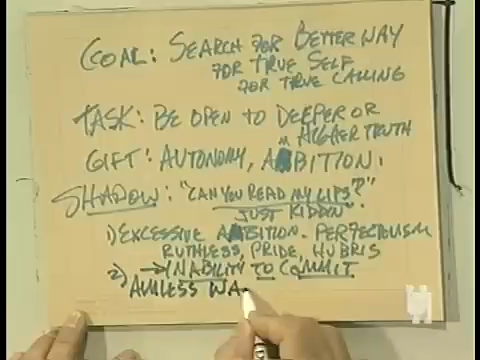 GOAL: SEARCH FOR BETTER WAY
FOR TRUE SELF
FOR TRUE CALLING
TASK: BE OPEN TO DEEPER OR
" HIGHER TRUTH
GIFT: AUTONOMY, AMBITION.
SHADOW: "CAN YOU READ MY LIPS?"
JUST KIDDIN'.
1) EXCESSIVE AMBITION. PERFECTIONISM
RUTHLESS, PRIDE, HUBRIS
→ INABILITY TO COMMIT.
2) AIMLESS WA